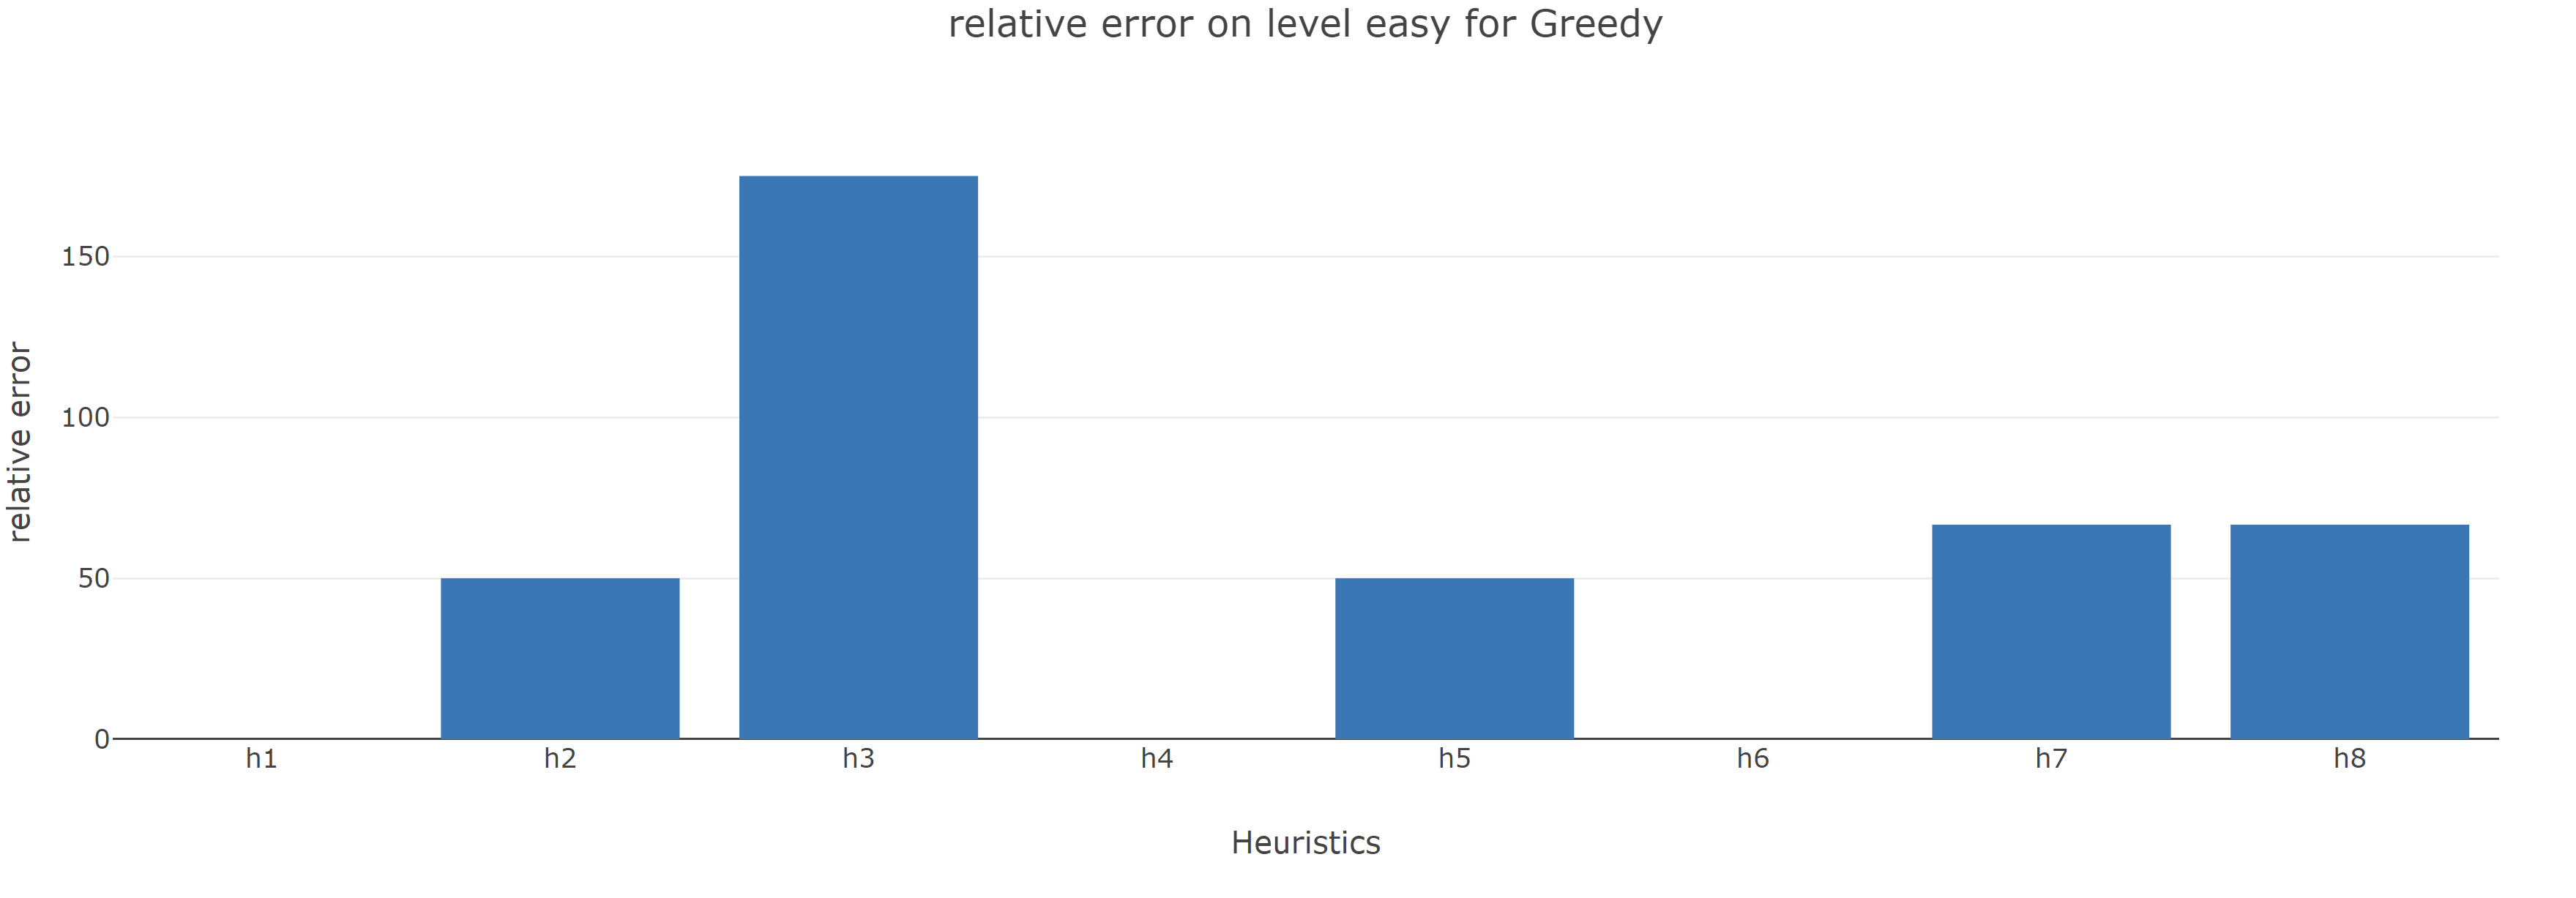 relative error on level easy for Greedy
relative error
150
100
50
0
h1 h2 h3 h4 h5 h6 h7 h8
Heuristics